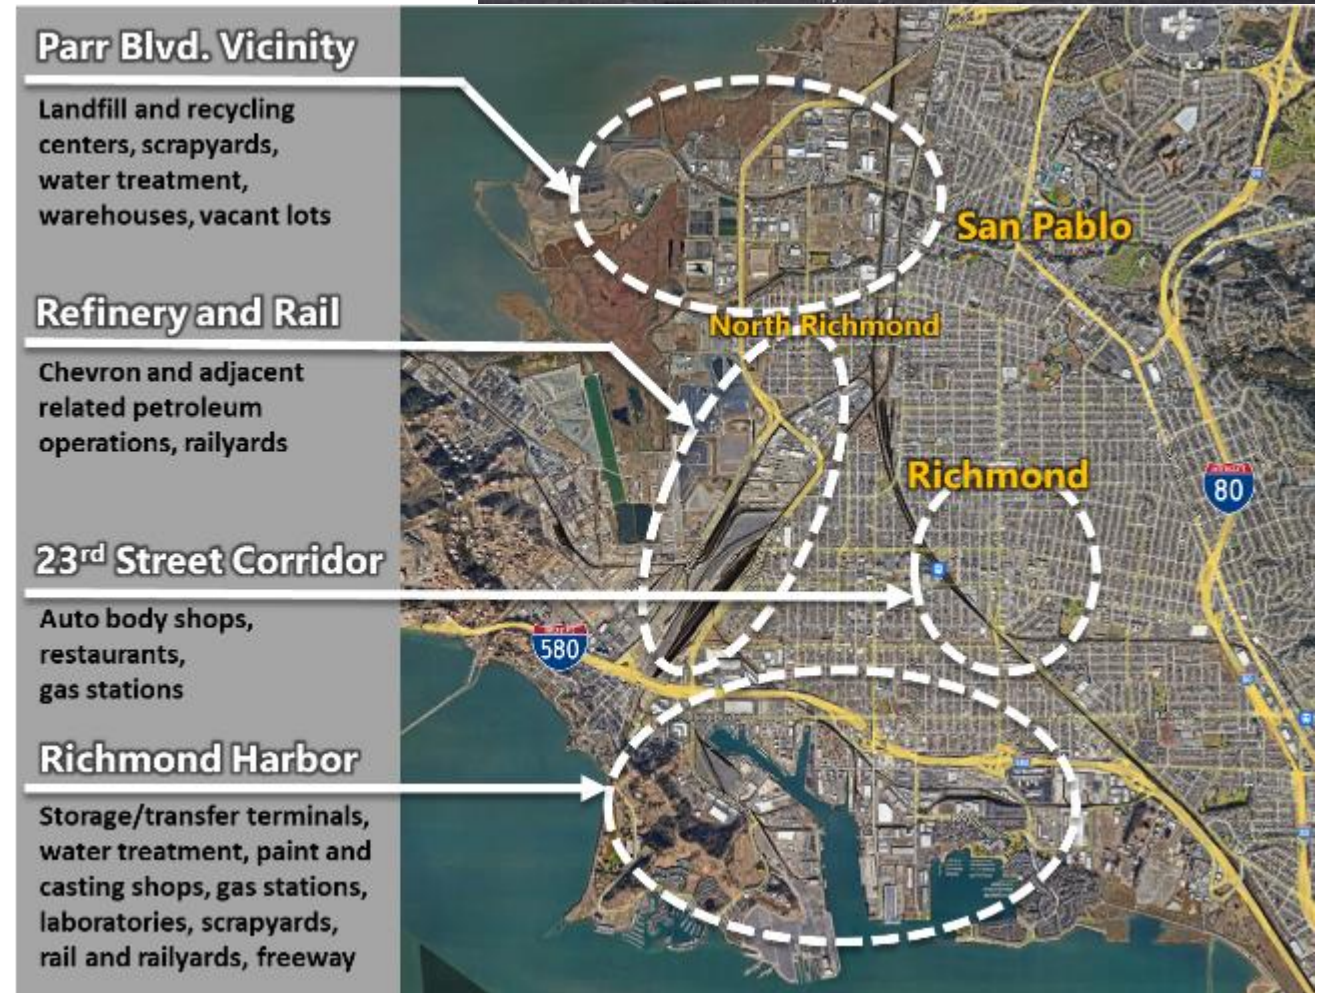 Parr Blvd. Vicinity
Landfill and recycling
centers, scrapyards,
water treatment,
warehouses, vacant lots
Refinery and Rail
Chevron and adjacent
related petroleum
operations, railyards
23rd Street Corridor
Auto body shops,
restaurants,
gas stations
Richmond Harbor
Storage/transfer terminals,
water treatment, paint and
casting shops, gas stations,
laboratories, scrapyards,
rail and railyards, freeway
San Pablo
North Richmond
Richmond
80
580